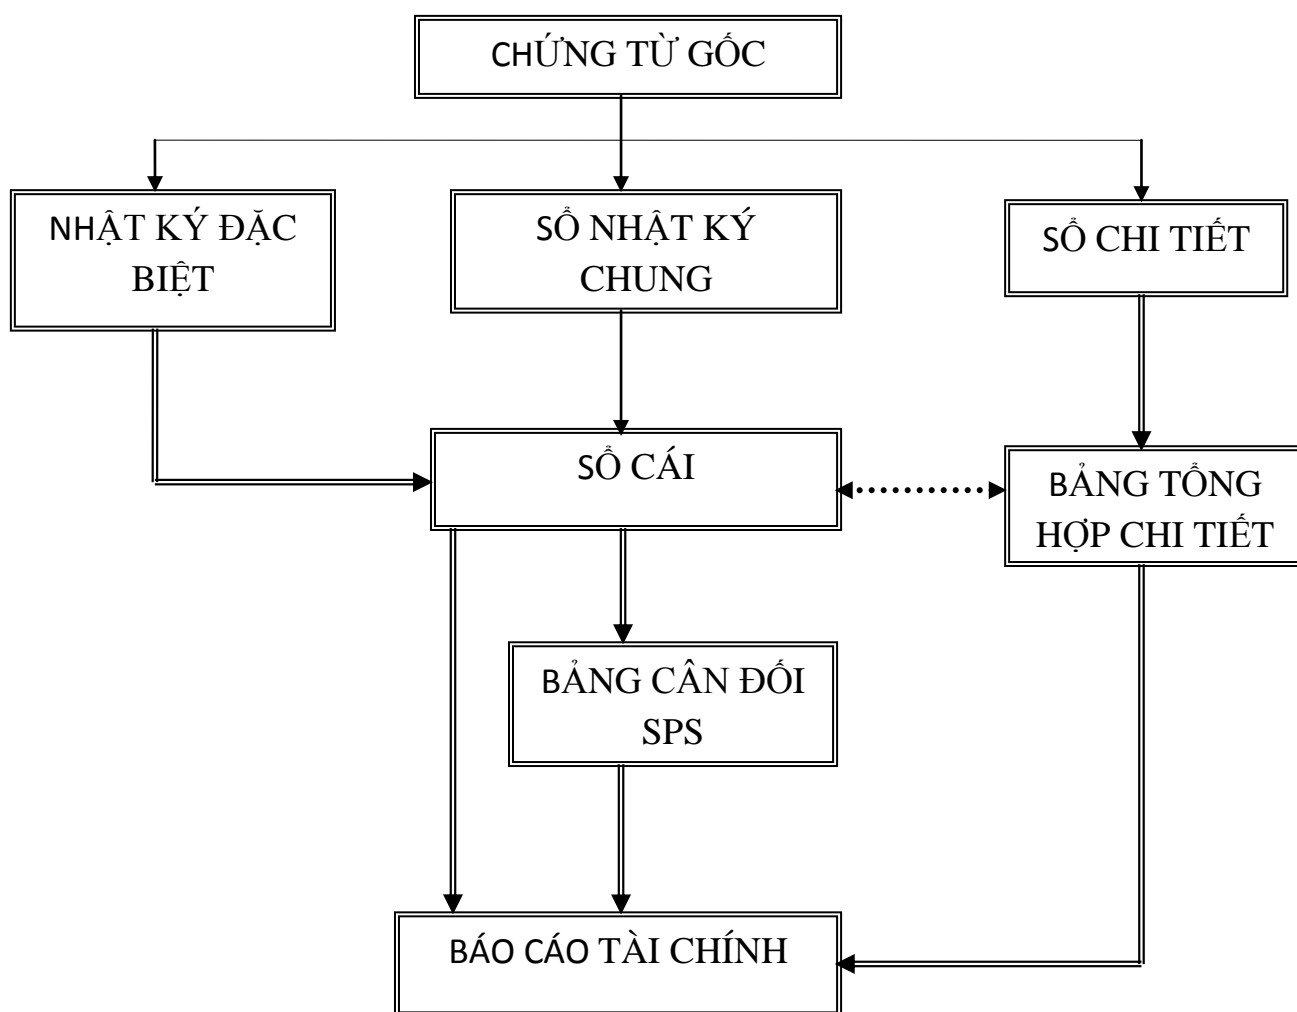 CHỨNG TỪ GỐC
NHẬT KÝ ĐẶC
BIỆT
SỔ NHẬT KÝ
CHUNG
SỔ CHI TIẾT
SỔ CÁI
BẢNG TỔNG
HỢP CHI TIẾT
BẢNG CÂN ĐỐI
SPS
BÁO CÁO TÀI CHÍNH